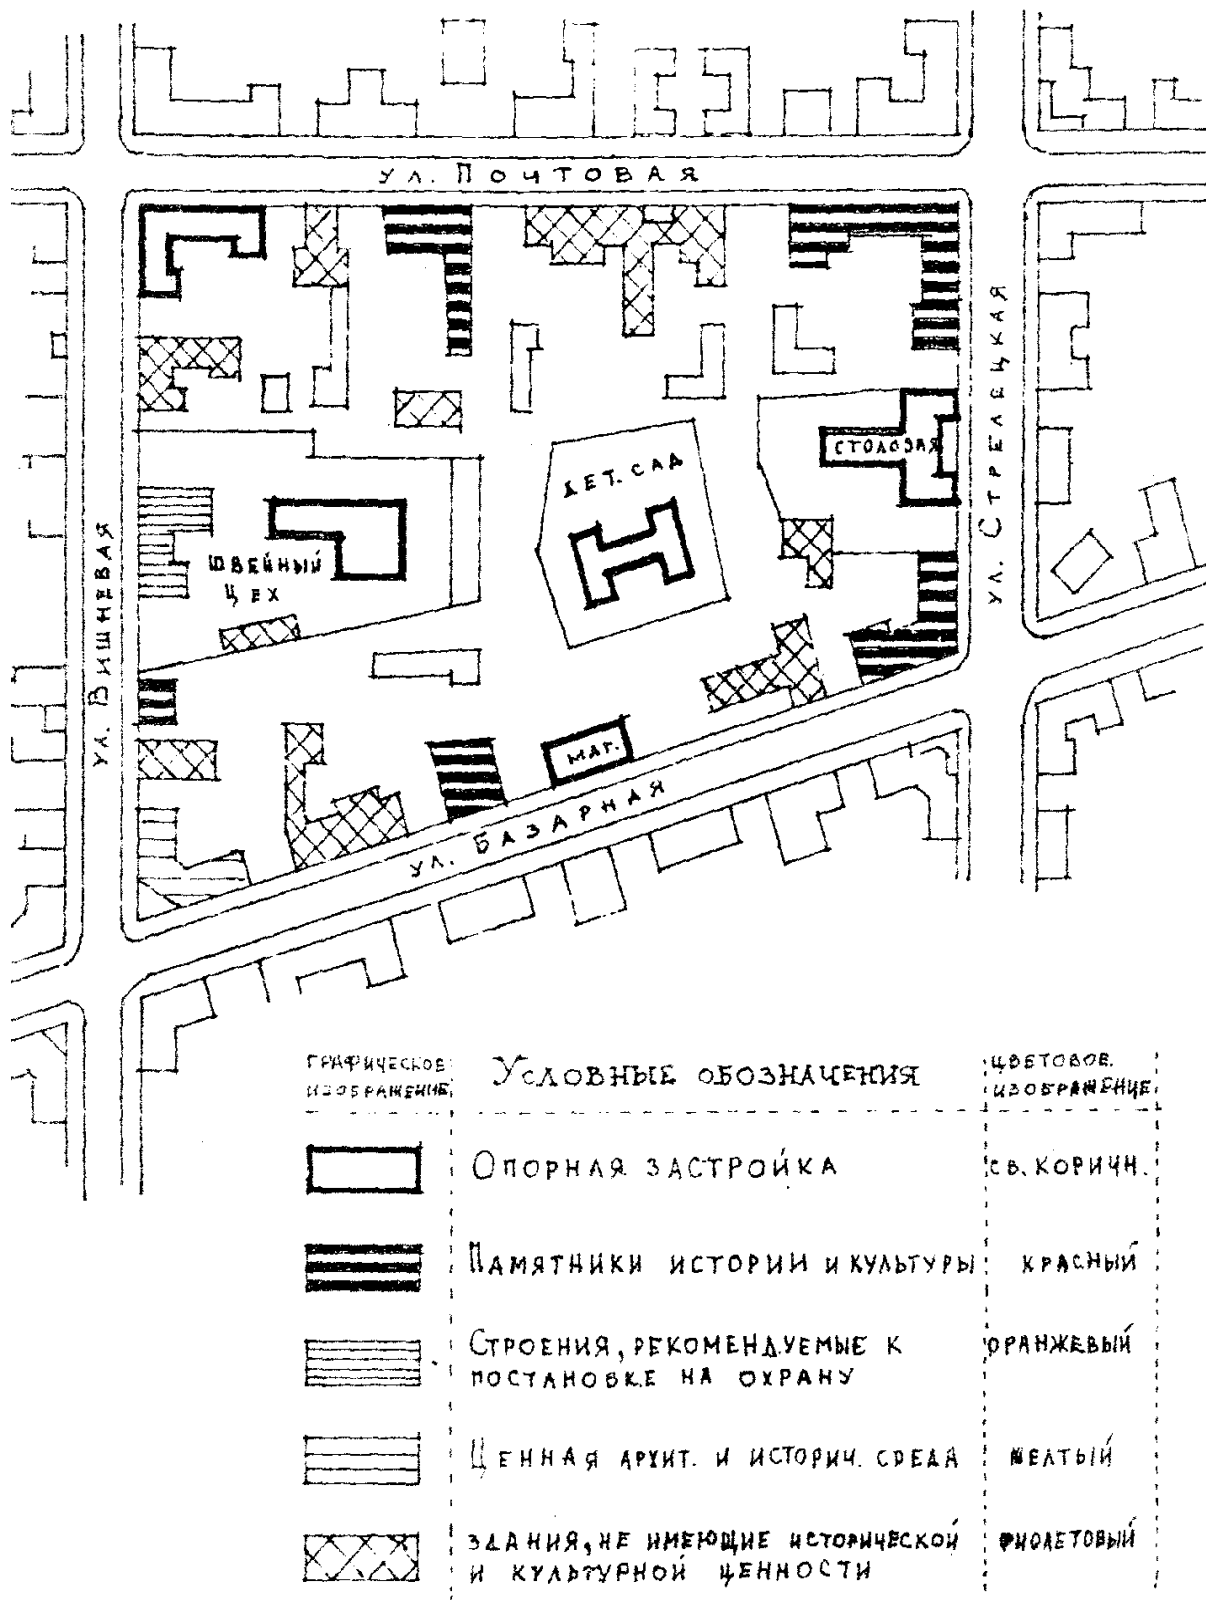 ул. Почтовая
ул. Стрелецкая
СТОЛОВАЯ
ДЕТ. САД
ШВЕЙНЫЙ
ЦЕХ
ул. Вишневая
МАГ.
ул. Базарная
ГРАФИЧЕСКОЕ
ИЗОБРАЖЕНИЕ
Условные обозначения
ЦВЕТОВОЕ
ИЗОБРАЖЕНИЕ
Опорная застройка
св. коричн.
Памятники истории и культуры
красный
Строения, рекомендуемые к
постановке на охрану
оранжевый
Ценная архит. и историч. среда
желтый
Здания, не имеющие исторической
и культурной ценности
фиолетовый